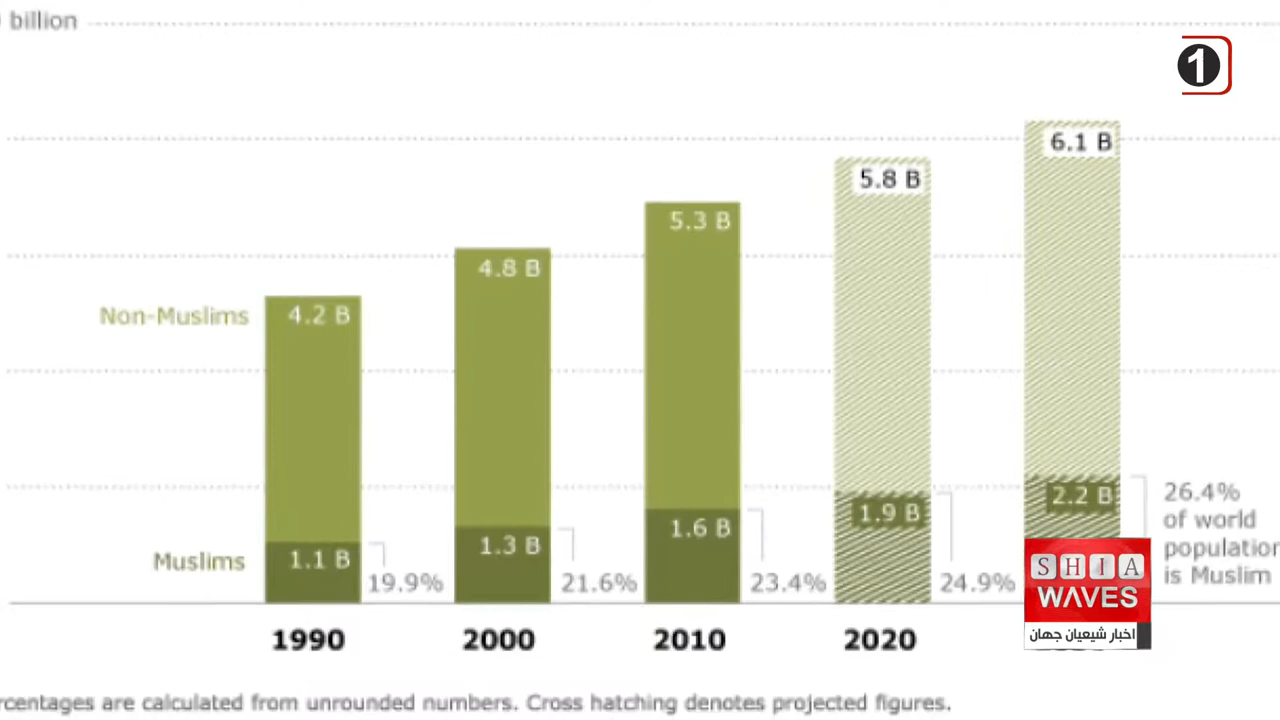 billion
1
6.1 B
5.8 B
5.3 B
4.8 B
Non-Muslims
4.2 B
2.2 B
26.4%
of world
population
is Muslim
1.9 B
1.6 B
1.3 B
Muslims
1.1 B
19.9%
21.6%
23.4%
24.9%
SHIA
WAVES
اخبار شیعیان جهان
1990
2000
2010
2020
rcentages are calculated from unrounded numbers. Cross hatching denotes projected figures.